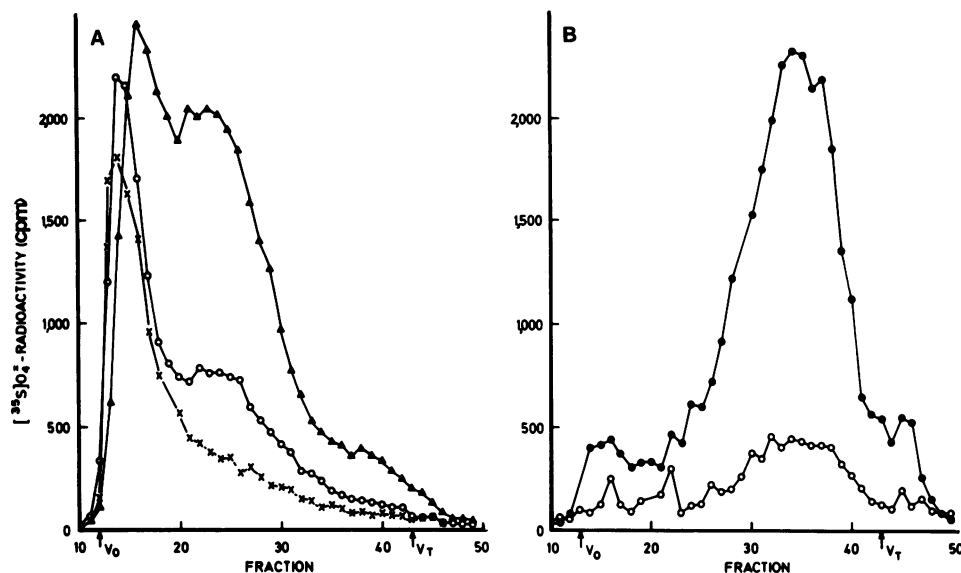 A
B
[³⁵S]O₄⁼-RADIOACTIVITY (cpm)
2,000
1,500
1,000
500
0
10
20
30
40
50
V₀
V_T
FRACTION
2,000
1,500
1,000
500
0
10
20
30
40
50
V₀
V_T
FRACTION